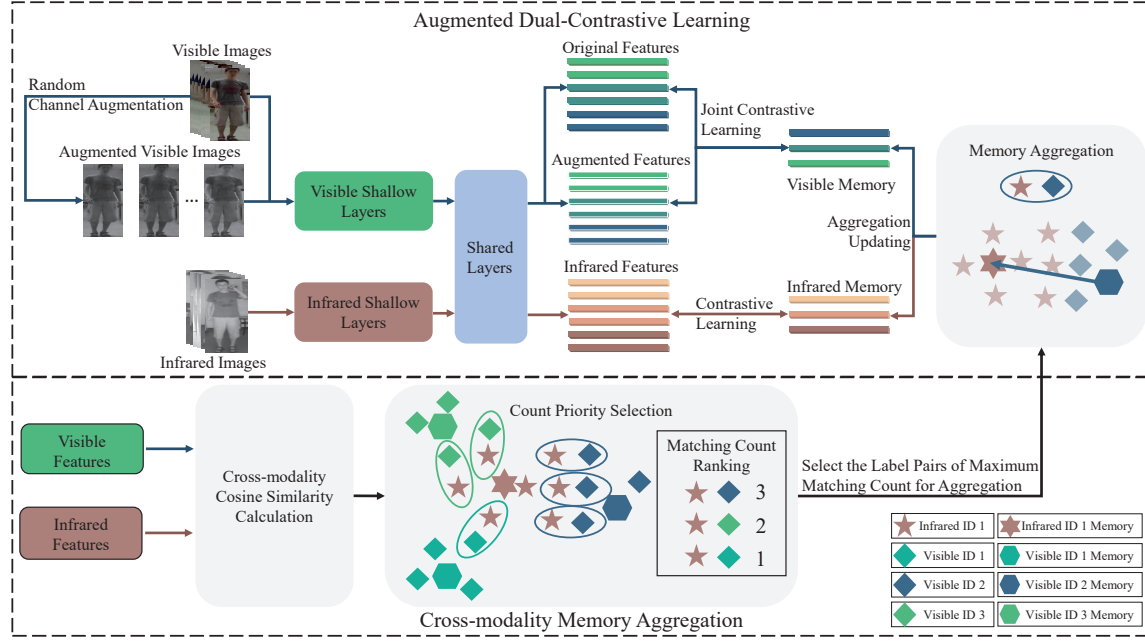 Augmented Dual-Contrastive Learning
Visible Images
Random
Channel Augmentation
Augmented Visible Images
...
Visible Shallow
Layers
Infrared Shallow
Layers
Infrared Images
Shared
Layers
Original Features
Augmented Features
Infrared Features
Joint Contrastive
Learning
Contrastive
Learning
Visible Memory
Aggregation
Updating
Infrared Memory
Memory Aggregation
Visible
Features
Infrared
Features
Cross-modality
Cosine Similarity
Calculation
Count Priority Selection
Matching Count
Ranking
3
2
1
Select the Label Pairs of Maximum
Matching Count for Aggregation
Infrared ID 1
Infrared ID 1 Memory
Visible ID 1
Visible ID 1 Memory
Visible ID 2
Visible ID 2 Memory
Visible ID 3
Visible ID 3 Memory
Cross-modality Memory Aggregation